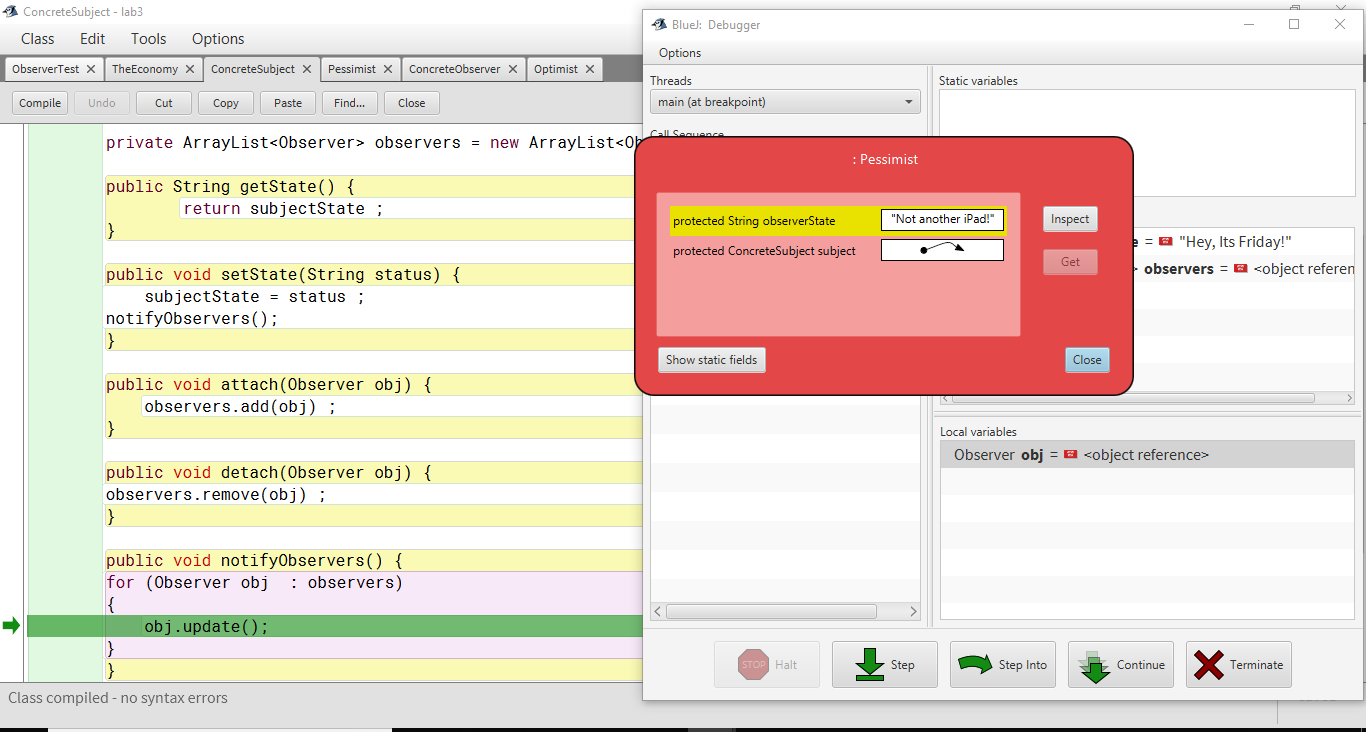 ConcreteSubject - lab3
Class Edit Tools Options
ObserverTest TheEconomy ConcreteSubject Pessimist ConcreteObserver Optimist
Compile Undo Cut Copy Paste Find... Close
private ArrayList<Observer> observers = new ArrayList<Ob
public String getState() {
return subjectState ;
}
public void setState(String status) {
subjectState = status ;
notifyObservers();
}
public void attach(Observer obj) {
observers.add(obj) ;
}
public void detach(Observer obj) {
observers.remove(obj) ;
}
public void notifyObservers() {
for (Observer obj  : observers)
{
obj.update();
}
}
Class compiled - no syntax errors
BlueJ: Debugger
Options
Threads
main (at breakpoint)
Call Sequence
Static variables
: Pessimist
protected String observerState "Not another iPad!"
protected ConcreteSubject subject
Inspect
Get
Show static fields
Close
e = "Hey, Its Friday!"
> observers = <object referen
Local variables
Observer obj = <object reference>
STOP Halt
Step
Step Into
Continue
Terminate